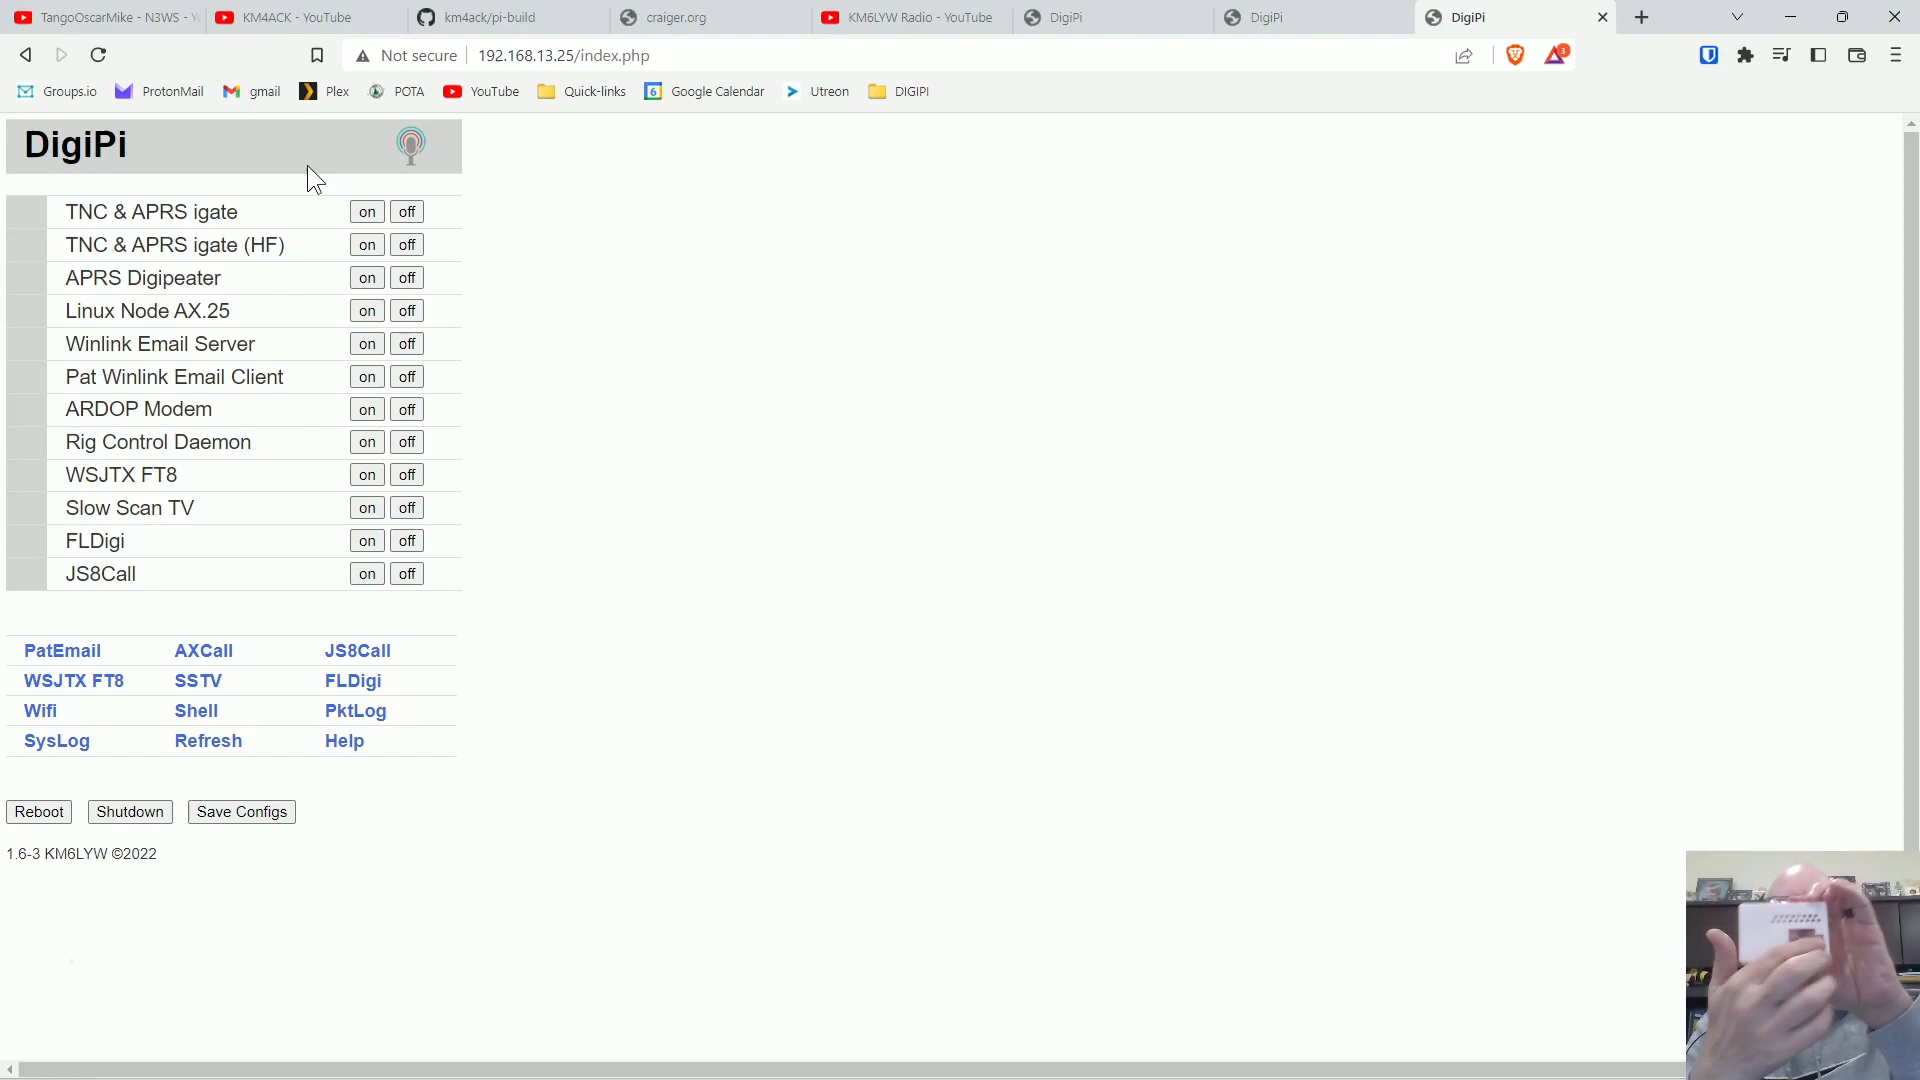 TangoOscarMike - N3WS - Y
KM4ACK - YouTube
km4ack/pi-build
craiger.org
KM6LYW Radio - YouTube
DigiPi
DigiPi
DigiPi
Not secure 192.168.13.25/index.php
3
Groups.io ProtonMail gmail Plex POTA YouTube Quick-links 6 Google Calendar Utreon DIGIPI
DigiPi
TNC & APRS igate on off
TNC & APRS igate (HF) on off
APRS Digipeater on off
Linux Node AX.25 on off
Winlink Email Server on off
Pat Winlink Email Client on off
ARDOP Modem on off
Rig Control Daemon on off
WSJTX FT8 on off
Slow Scan TV on off
FLDigi on off
JS8Call on off
PatEmail AXCall JS8Call
WSJTX FT8 SSTV FLDigi
Wifi Shell PktLog
SysLog Refresh Help
Reboot Shutdown Save Configs
1.6-3 KM6LYW ©2022